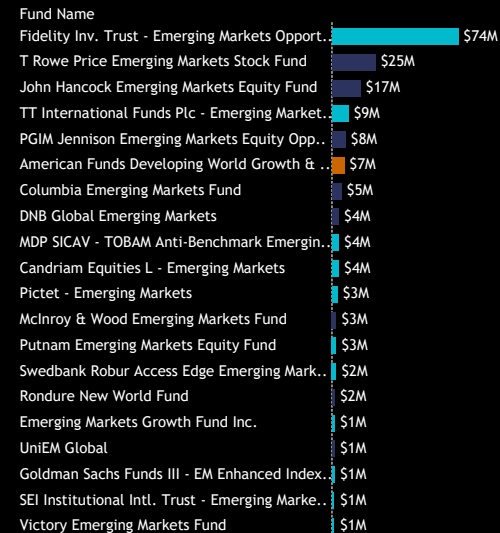 Fund Name
Fidelity Inv. Trust - Emerging Markets Opport.. $74M
T Rowe Price Emerging Markets Stock Fund $25M
John Hancock Emerging Markets Equity Fund $17M
TT International Funds Plc - Emerging Market.. $9M
PGIM Jennison Emerging Markets Equity Opp.. $8M
American Funds Developing World Growth & .. $7M
Columbia Emerging Markets Fund $5M
DNB Global Emerging Markets $4M
MDP SICAV - TOBAM Anti-Benchmark Emergin.. $4M
Candriam Equities L - Emerging Markets $4M
Pictet - Emerging Markets $3M
McInroy & Wood Emerging Markets Fund $3M
Putnam Emerging Markets Equity Fund $3M
Swedbank Robur Access Edge Emerging Mark.. $2M
Rondure New World Fund $2M
Emerging Markets Growth Fund Inc. $1M
UniEM Global $1M
Goldman Sachs Funds III - EM Enhanced Index.. $1M
SEI Institutional Intl. Trust - Emerging Marke.. $1M
Victory Emerging Markets Fund $1M